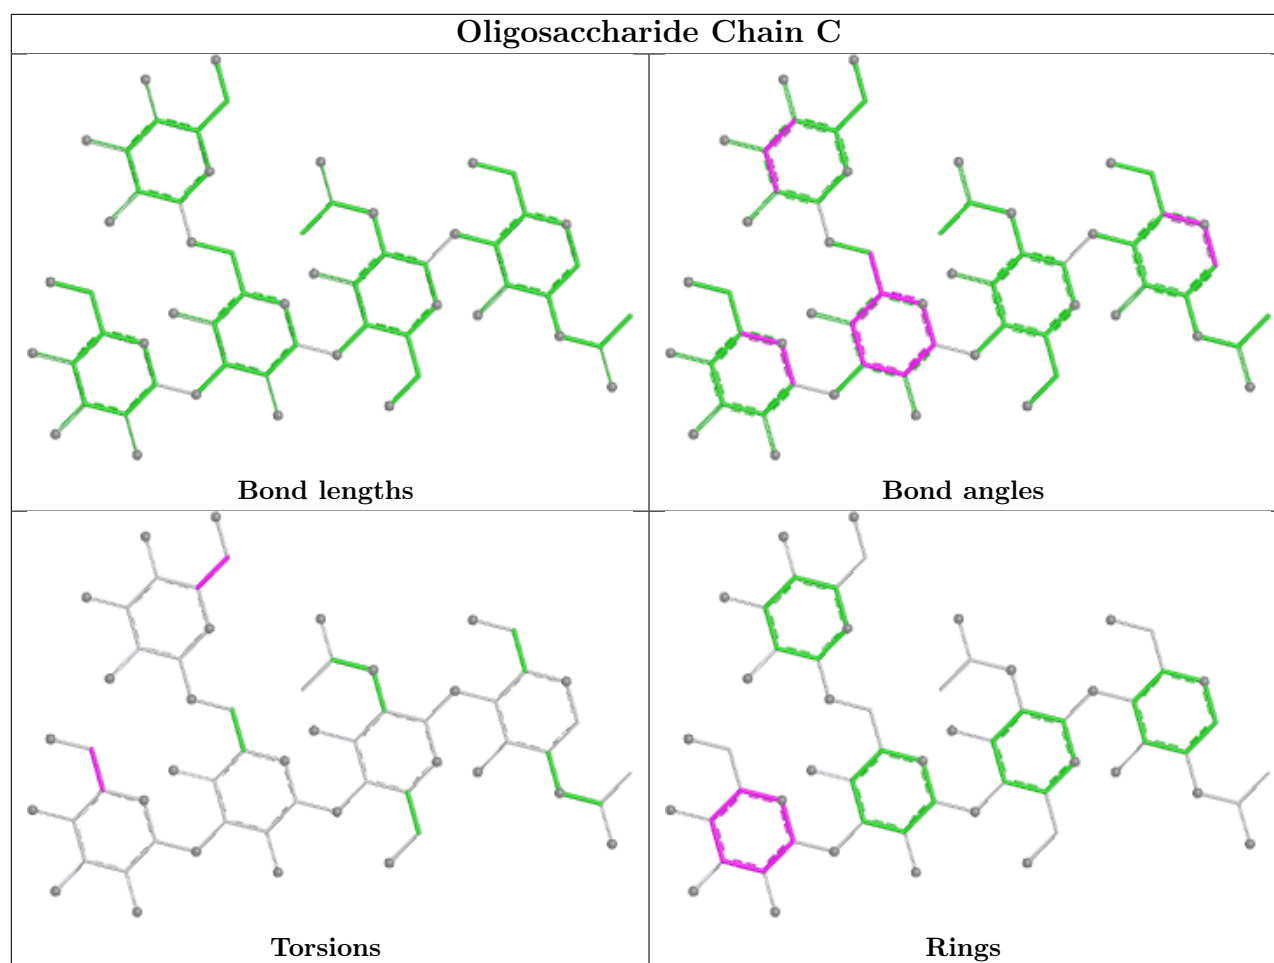 Oligosaccharide Chain C
Bond lengths
Bond angles
Torsions
Rings